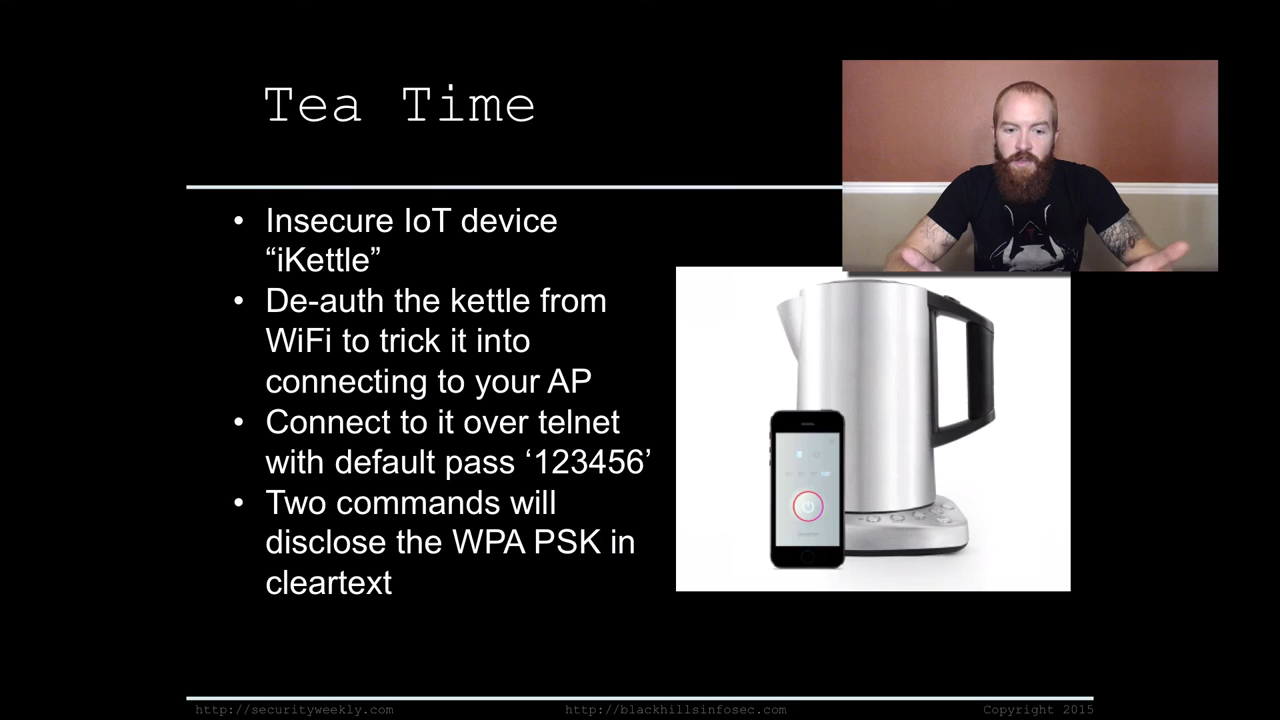 Tea Time
• Insecure IoT device
“iKettle”
• De-auth the kettle from
WiFi to trick it into
connecting to your AP
• Connect to it over telnet
with default pass ‘123456’
• Two commands will
disclose the WPA PSK in
cleartext
http://securityweekly.com
http://blackhillsinfosec.com
Copyright 2015